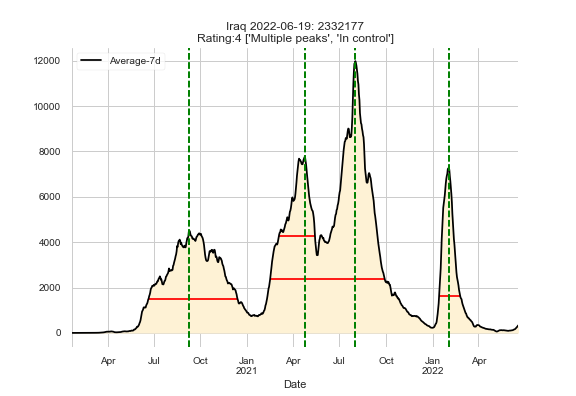 Iraq 2022-06-19: 2332177
Rating:4 ['Multiple peaks', 'In control']
Average-7d
12000
10000
8000
6000
4000
2000
0
Apr Jul Oct Jan Apr Jul Oct Jan Apr
2021 2022
Date